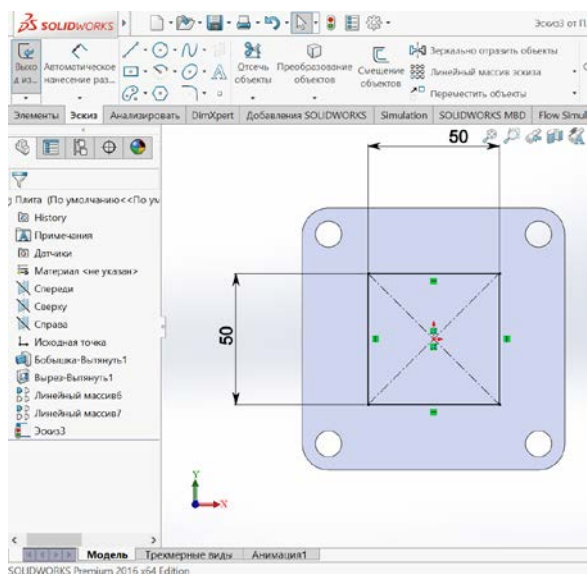 SOLIDWORKS
Эскиз3 от П
Выхо
д из...
Автоматическое
нанесение раз...
Отсечь
объекты
Преобразование
объектов
Смещение
объектов
Зеркально отразить объекты
Линейный массив эскиза
Переместить объекты
Элементы Эскиз Анализировать DimXpert Добавления SOLIDWORKS Simulation SOLIDWORKS MBD Flow Simul
Плита (По умолчанию<<По ум
History
Примечания
Датчики
Материал <не указан>
Спереди
Сверху
Справа
Исходная точка
Бобышка-Вытянуть1
Вырез-Вытянуть1
Линейный массив6
Линейный массив7
Эскиз3
50
50
Y
X
Модель Трехмерные виды Анимация1
SOLIDWORKS Premium 2016 x64 Edition